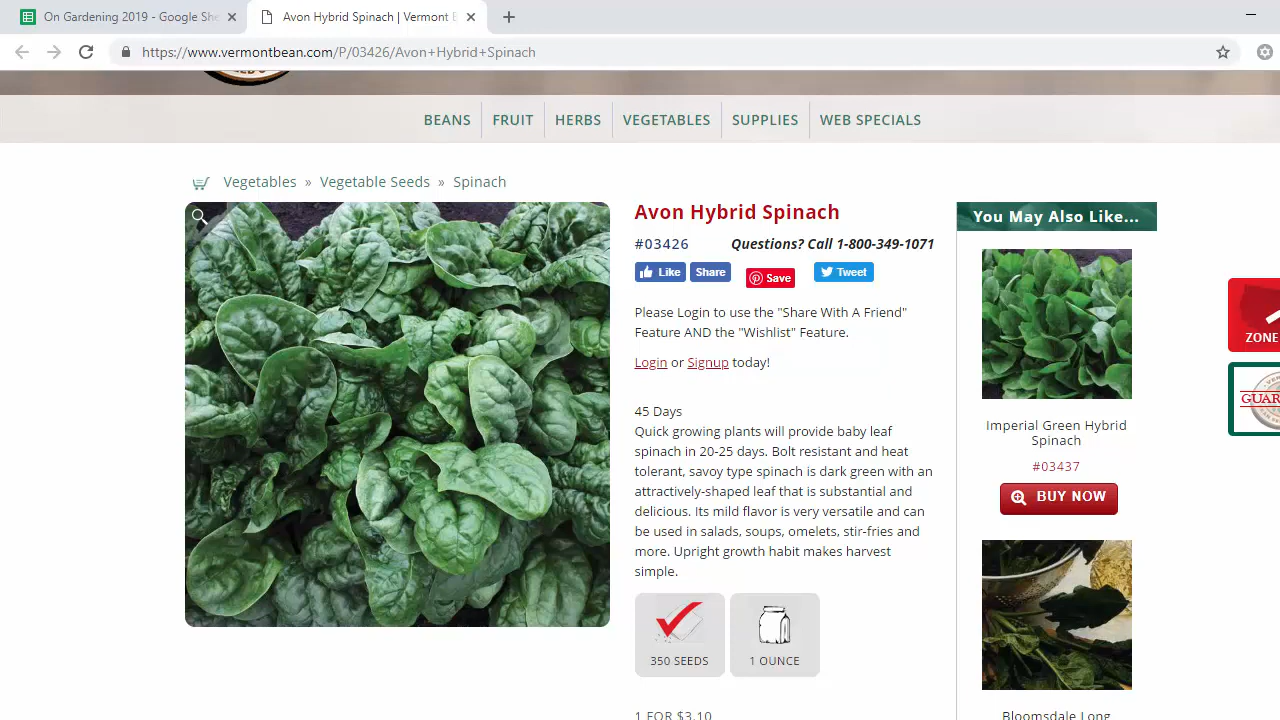 On Gardening 2019 - Google She
Avon Hybrid Spinach | Vermont B
https://www.vermontbean.com/P/03426/Avon+Hybrid+Spinach
BEANS FRUIT HERBS VEGETABLES SUPPLIES WEB SPECIALS
Vegetables » Vegetable Seeds » Spinach
Avon Hybrid Spinach
#03426 Questions? Call 1-800-349-1071
Like Share Save Tweet
Please Login to use the "Share With A Friend"
Feature AND the "Wishlist" Feature.
Login or Signup today!
45 Days
Quick growing plants will provide baby leaf
spinach in 20-25 days. Bolt resistant and heat
tolerant, savoy type spinach is dark green with an
attractively-shaped leaf that is substantial and
delicious. Its mild flavor is very versatile and can
be used in salads, soups, omelets, stir-fries and
more. Upright growth habit makes harvest
simple.
350 SEEDS 1 OUNCE
1 FOR $3.10
You May Also Like...
Imperial Green Hybrid
Spinach
#03437
BUY NOW
Bloomsdale Long
ZONE
GUAR